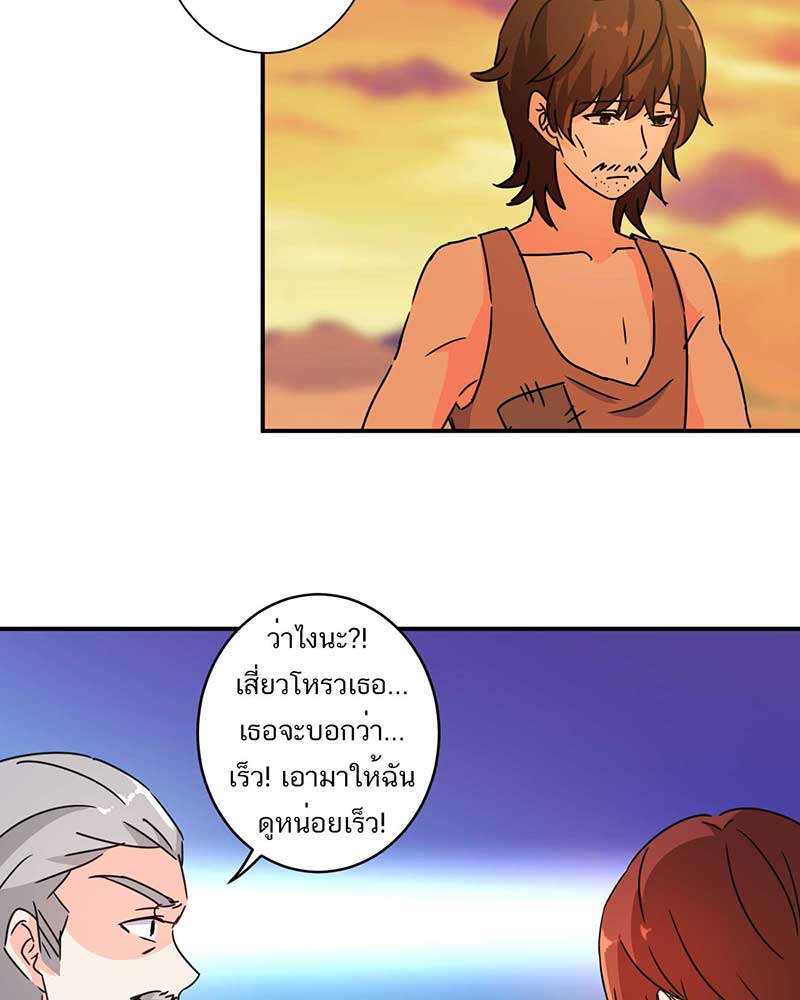 ว่าไงนะ?!
เสี่ยวโหรวเธอ...
เธอจะบอกว่า...
เร็ว! เอามาให้ฉัน
ดูหน่อยเร็ว!